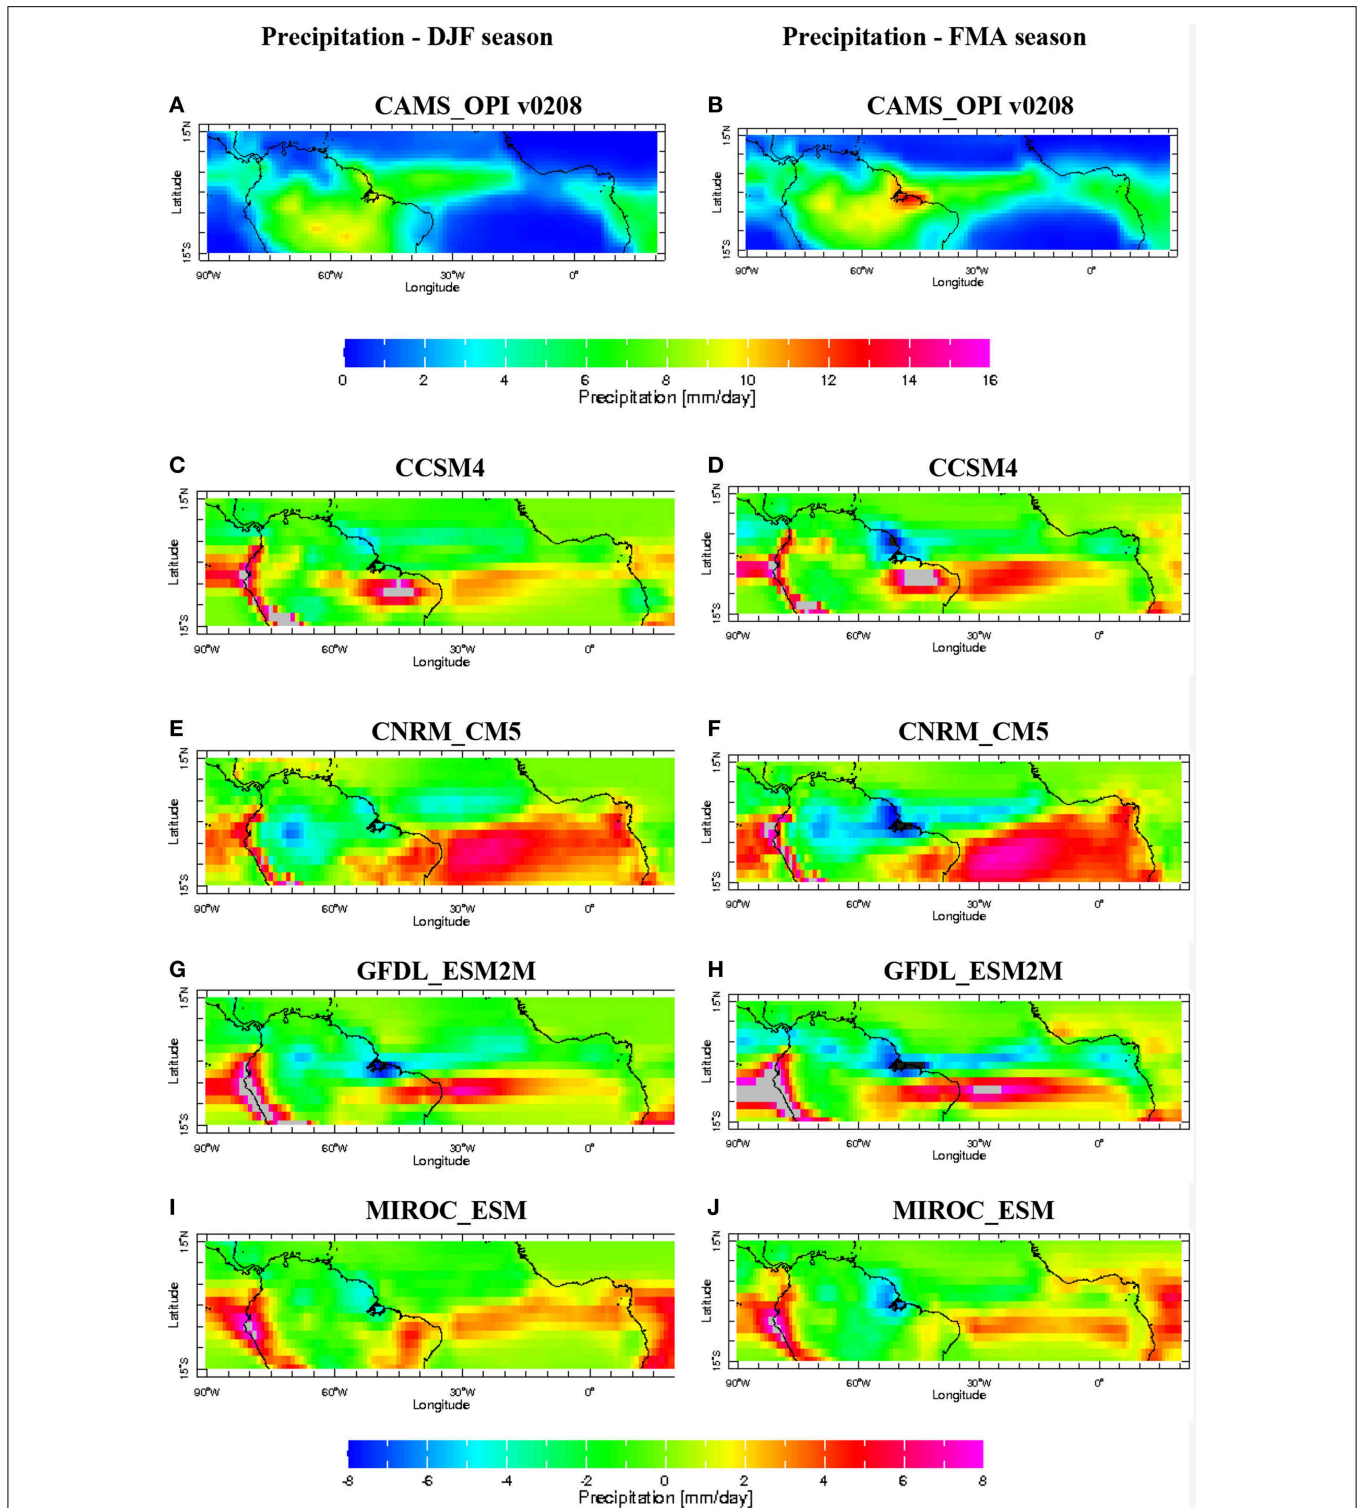 Precipitation - DJF season
Precipitation - FMA season
A
CAMS_OPI v0208
15°N
Latitude
15°S
90°W 60°W 30°W 0°
Longitude
B
CAMS_OPI v0208
15°N
Latitude
15°S
90°W 60°W 30°W 0°
Longitude
0 2 4 6 8 10 12 14 16
Precipitation [mm/day]
C
CCSM4
15°N
Latitude
15°S
90°W 60°W 30°W 0°
Longitude
D
CCSM4
15°N
Latitude
15°S
90°W 60°W 30°W 0°
Longitude
E
CNRM_CM5
15°N
Latitude
15°S
90°W 60°W 30°W 0°
Longitude
F
CNRM_CM5
15°N
Latitude
15°S
90°W 60°W 30°W 0°
Longitude
G
GFDL_ESM2M
15°N
Latitude
15°S
90°W 60°W 30°W 0°
Longitude
H
GFDL_ESM2M
15°N
Latitude
15°S
90°W 60°W 30°W 0°
Longitude
I
MIROC_ESM
15°N
Latitude
15°S
90°W 60°W 30°W 0°
Longitude
J
MIROC_ESM
15°N
Latitude
15°S
90°W 60°W 30°W 0°
Longitude
-8 -6 -4 -2 0 2 4 6 8
Precipitation [mm/day]